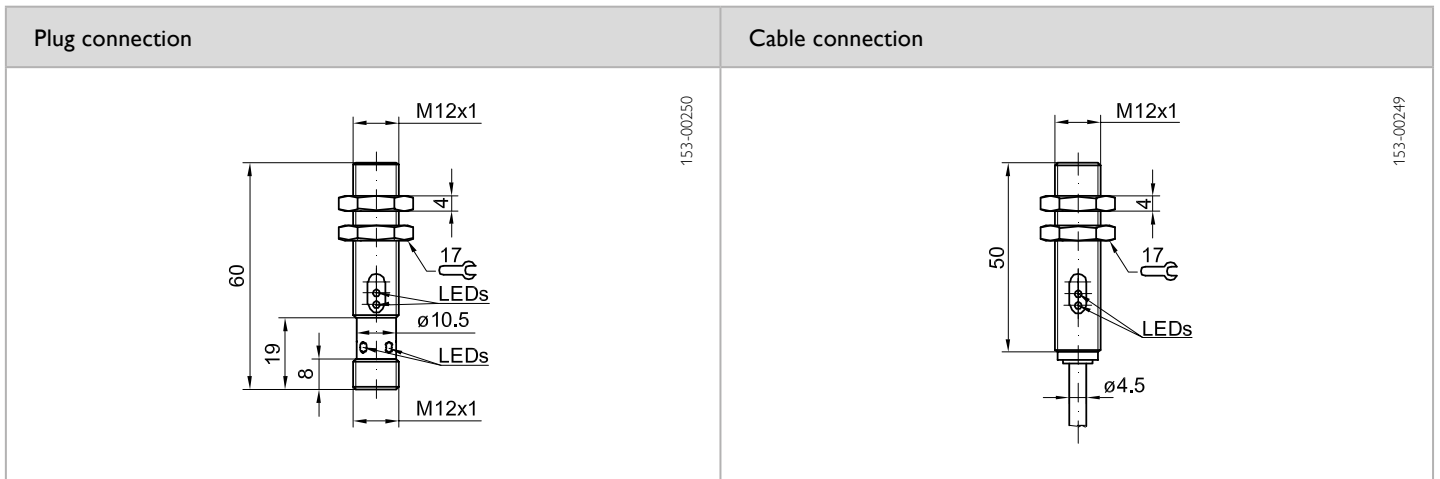 Plug connection
Cable connection
M12x1
153-00250
4
17
60
LEDs
ø10.5
19
LEDs
8
M12x1
M12x1
153-00249
4
17
50
LEDs
ø4.5